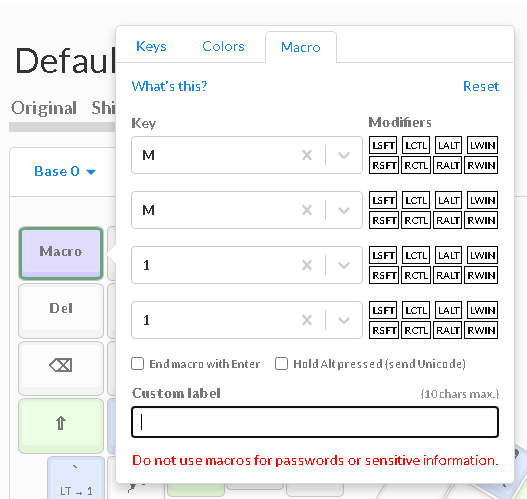 Keys Colors Macro
Defaul
What's this? Reset
Original Shi
Key Modifiers
M LSFT LCTL LALT LWIN
RSFT RCTL RALT RWIN
Base 0
M LSFT LCTL LALT LWIN
RSFT RCTL RALT RWIN
Macro
1 LSFT LCTL LALT LWIN
RSFT RCTL RALT RWIN
Del
1 LSFT LCTL LALT LWIN
RSFT RCTL RALT RWIN
End macro with Enter Hold Alt pressed (send Unicode)
Custom label (10 chars max.)
Do not use macros for passwords or sensitive information.
`
LT → 1